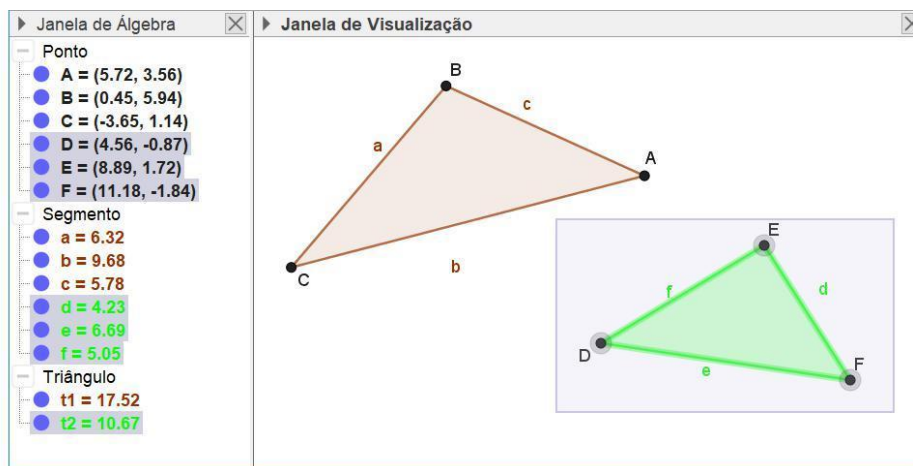 Janela de Álgebra
Ponto
A = (5.72, 3.56)
B = (0.45, 5.94)
C = (-3.65, 1.14)
D = (4.56, -0.87)
E = (8.89, 1.72)
F = (11.18, -1.84)
Segmento
a = 6.32
b = 9.68
c = 5.78
d = 4.23
e = 6.69
f = 5.05
Triângulo
t1 = 17.52
t2 = 10.67
Janela de Visualização
B
c
a
A
C
b
E
f
d
D
e
F